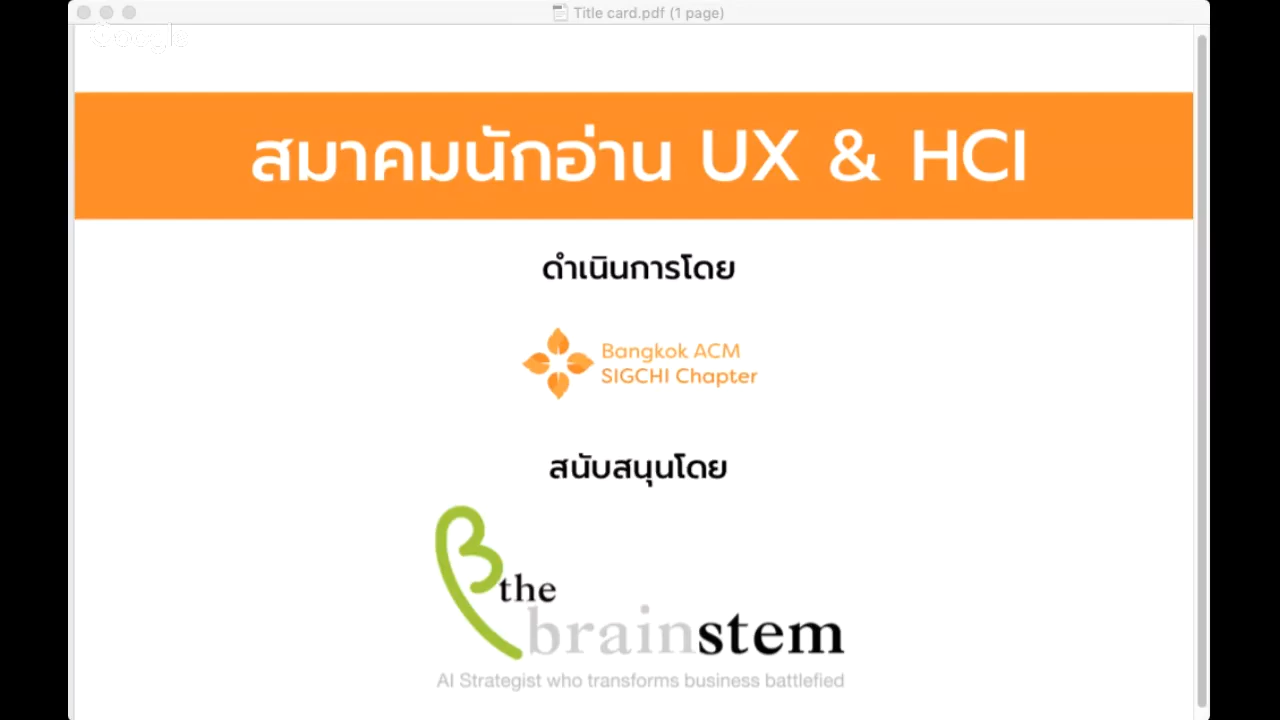 Title card.pdf (1 page)
Google
สมาคมนักอ่าน UX & HCI
ดำเนินการโดย
Bangkok ACM
SIGCHI Chapter
สนับสนุนโดย
the
brainstem
AI Strategist who transforms business battlefied